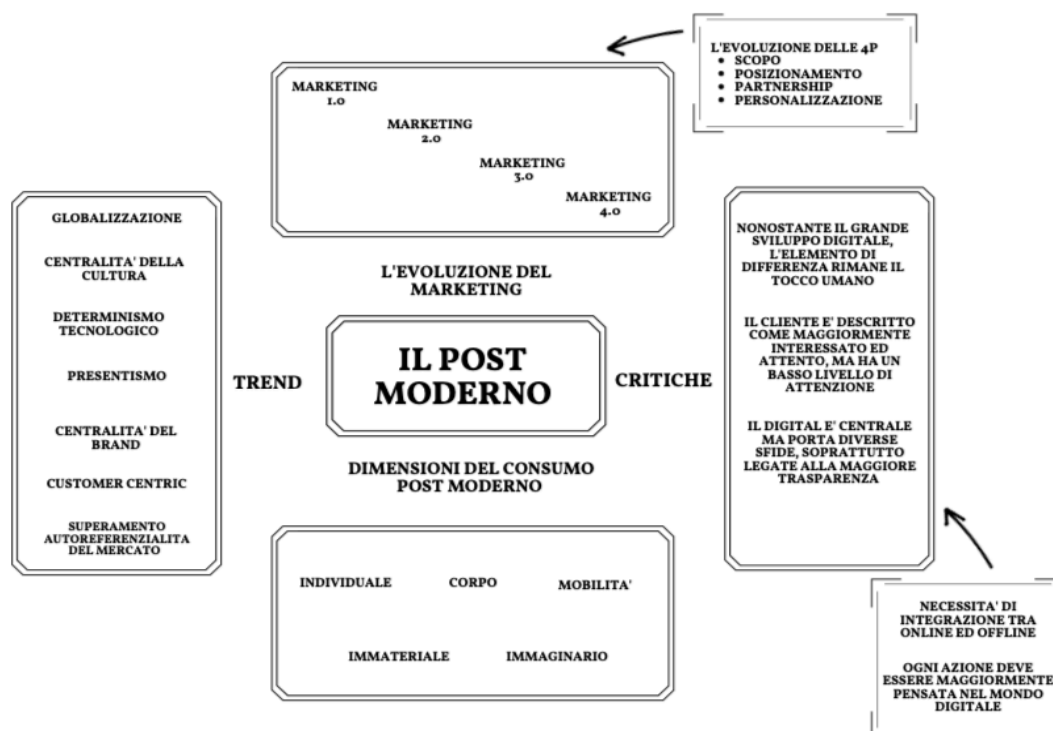 L'EVOLUZIONE DELLE 4P
• SCOPO
• POSIZIONAMENTO
• PARTNERSHIP
• PERSONALIZZAZIONE
MARKETING
1.0
MARKETING
2.0
MARKETING
3.0
MARKETING
4.0
L'EVOLUZIONE DEL
MARKETING
GLOBALIZZAZIONE
CENTRALITA' DELLA
CULTURA
DETERMINISMO
TECNOLOGICO
PRESENTISMO
CENTRALITA' DEL
BRAND
CUSTOMER CENTRIC
SUPERAMENTO
AUTOREFERENZIALITA
DEL MERCATO
TREND
IL POST
MODERNO
CRITICHE
NONOSTANTE IL GRANDE
SVILUPPO DIGITALE,
L'ELEMENTO DI
DIFFERENZA RIMANE IL
TOCCO UMANO
IL CLIENTE E' DESCRITTO
COME MAGGIORMENTE
INTERESSATO ED
ATTENTO, MA HA UN
BASSO LIVELLO DI
ATTENZIONE
IL DIGITAL E' CENTRALE
MA PORTA DIVERSE
SFIDE, SOPRATTUTTO
LEGATE ALLA MAGGIORE
TRASPARENZA
DIMENSIONI DEL CONSUMO
POST MODERNO
INDIVIDUALE
CORPO
MOBILITA'
IMMATERIALE
IMMAGINARIO
NECESSITA' DI
INTEGRAZIONE TRA
ONLINE ED OFFLINE
OGNI AZIONE DEVE
ESSERE MAGGIORMENTE
PENSATA NEL MONDO
DIGITALE